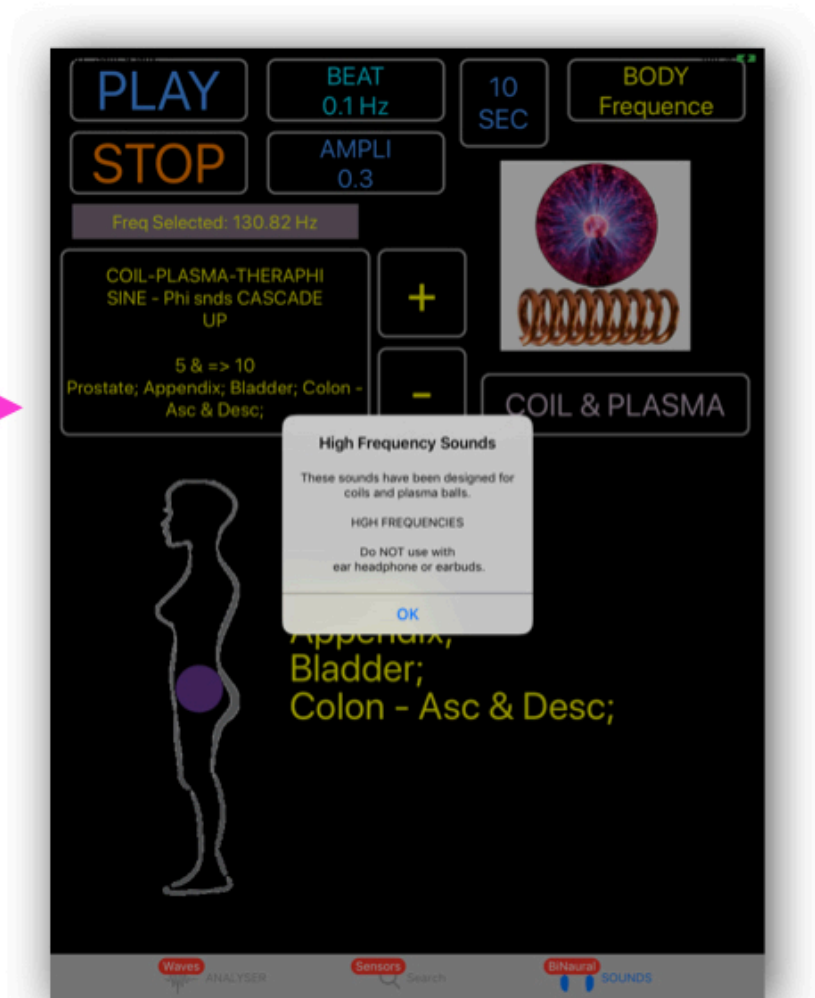 PLAY
BEAT
0.1 Hz
10
SEC
BODY
Frequence
STOP
AMPLI
0.3
Freq Selected: 130.82 Hz
COIL-PLASMA-THERAPHI
SINE - Phi snds CASCADE
UP
5 & => 10
Prostate; Appendix; Bladder; Colon -
Asc & Desc;
+
-
COIL & PLASMA
High Frequency Sounds
These sounds have been designed for
coils and plasma balls.
HGH FREQUENCIES
Do NOT use with
ear headphone or earbuds.
OK
Appendix;
Bladder;
Colon - Asc & Desc;
Waves
ANALYSER
Sensors
Search
BiNaural
SOUNDS